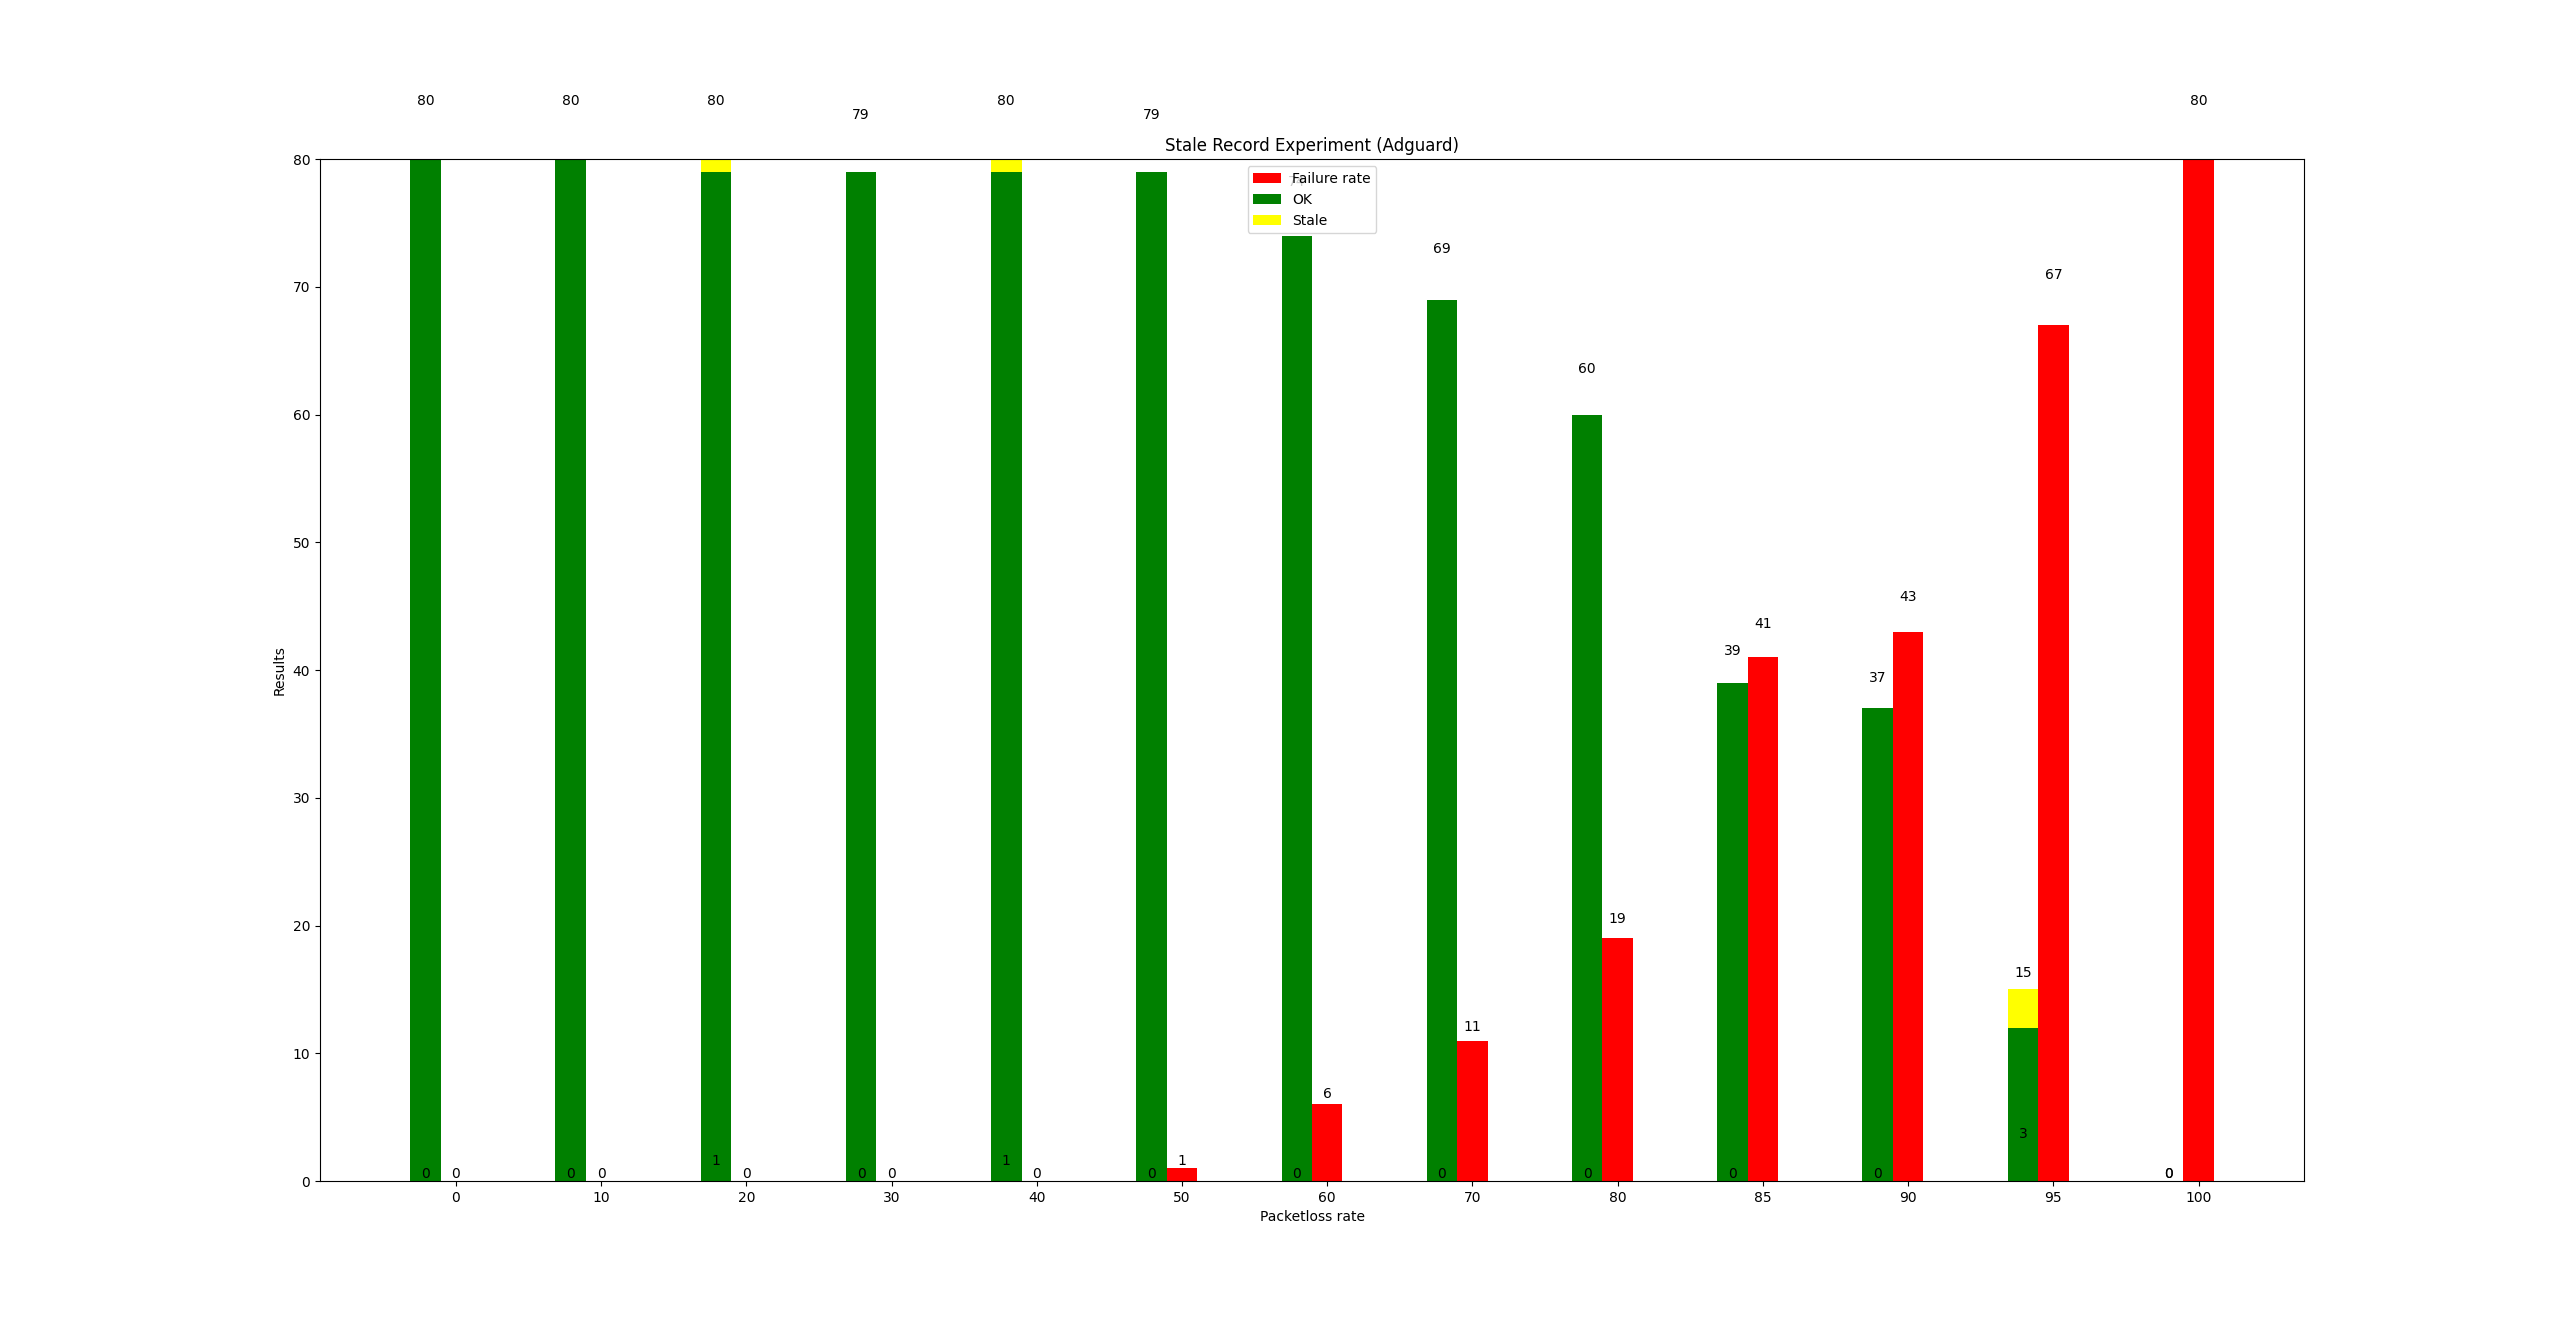 80 80 80 79 80 79 80
Stale Record Experiment (Adguard)
Failure rate
OK
Stale
80
70
60
50
40
30
20
10
0
Results
69
67
60
43
41
39
37
19
15
11
6
3
1 1 1
0 0 0 0 0 0 0 0 0 0 0 0 0 0 0 0
0 10 20 30 40 50 60 70 80 85 90 95 100
Packetloss rate